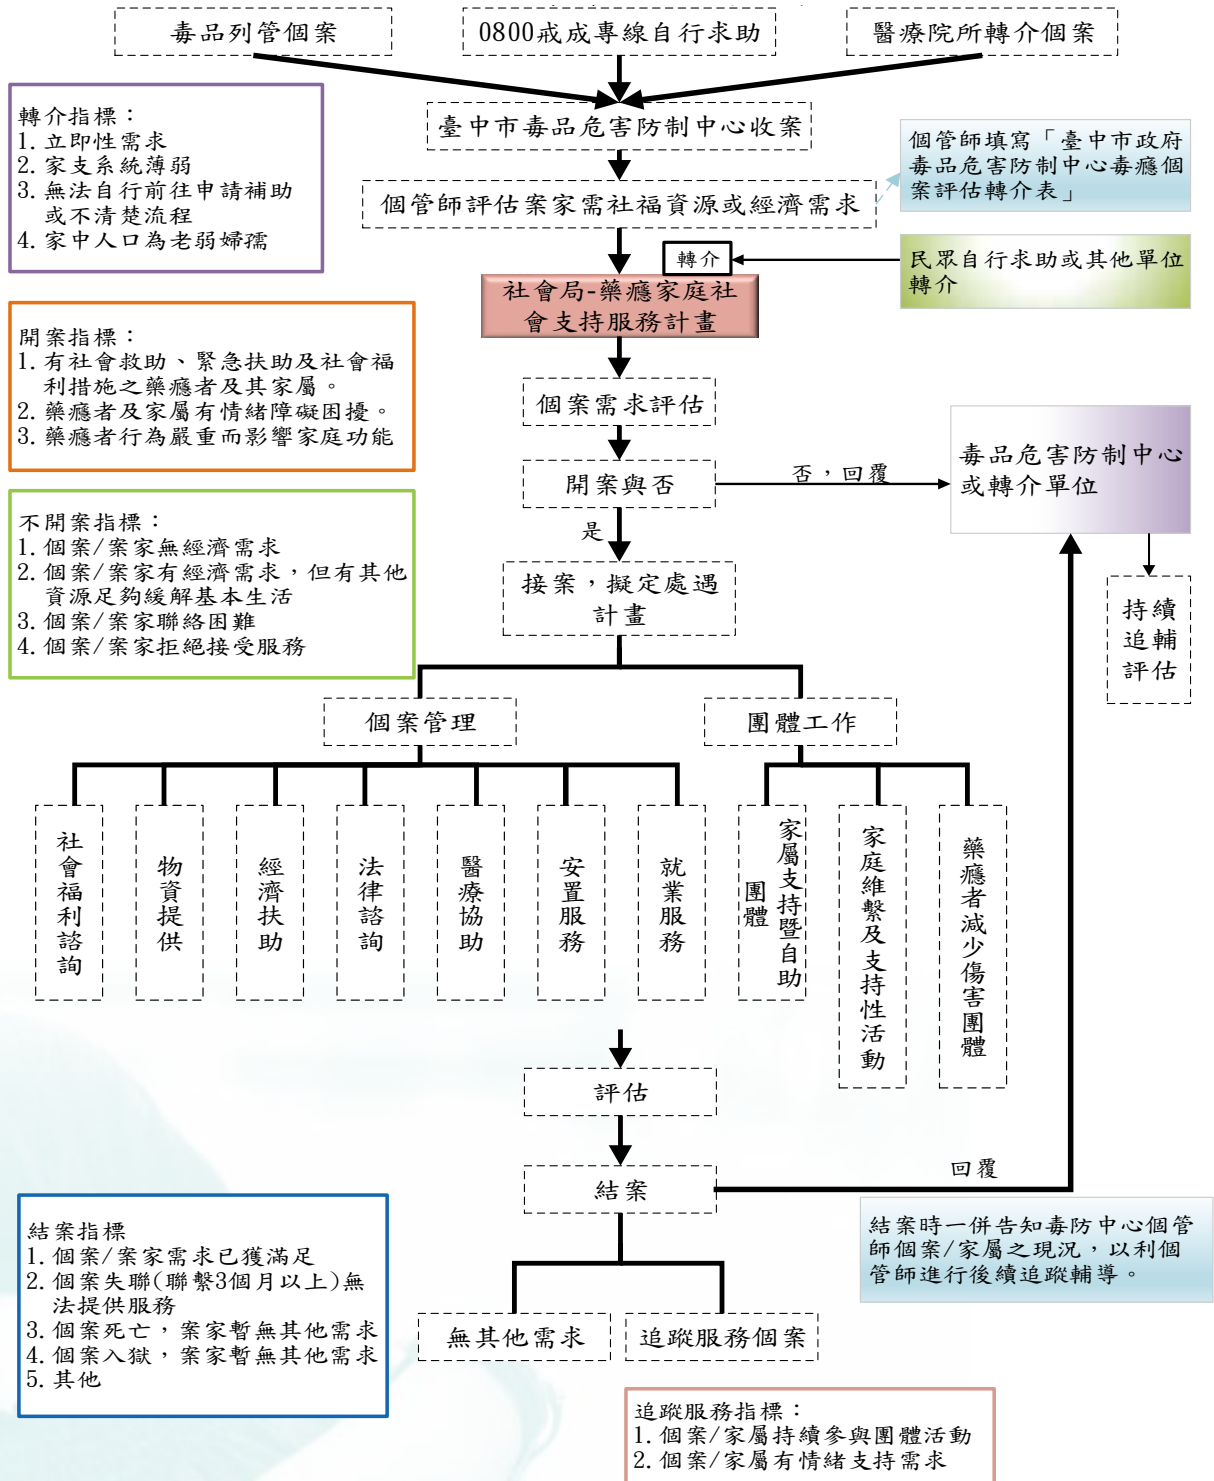 毒品列管個案
0800戒成專線自行求助
醫療院所轉介個案
轉介指標：
1. 立即性需求
2. 家支系統薄弱
3. 無法自行前往申請補助
或不清楚流程
4. 家中人口為老弱婦孺
臺中市毒品危害防制中心收案
個管師評估案家需社福資源或經濟需求
個管師填寫「臺中市政府
毒品危害防制中心毒癮個
案評估轉介表」
轉介
民眾自行求助或其他單位
轉介
社會局-藥癮家庭社
會支持服務計畫
開案指標：
1. 有社會救助、緊急扶助及社會福
利措施之藥癮者及其家屬。
2. 藥癮者及家屬有情緒障礙困擾。
3. 藥癮者行為嚴重而影響家庭功能
個案需求評估
開案與否
否，回覆
毒品危害防制中心
或轉介單位
是
不開案指標：
1. 個案/案家無經濟需求
2. 個案/案家有經濟需求，但有其他
資源足夠緩解基本生活
3. 個案/案家聯絡困難
4. 個案/案家拒絕接受服務
接案，擬定處遇
計畫
持續
追輔
評估
個案管理
團體工作
社會福利諮詢
物資提供
經濟扶助
法律諮詢
醫療協助
安置服務
就業服務
家屬支持暨自助
團體
家庭維繫及支持性活動
藥癮者減少傷害團體
評估
結案
回覆
結案指標
1. 個案/案家需求已獲滿足
2. 個案失聯(聯繫3個月以上)無
法提供服務
3. 個案死亡，案家暫無其他需求
4. 個案入獄，案家暫無其他需求
5. 其他
結案時一併告知毒防中心個管
師個案/家屬之現況，以利個
管師進行後續追蹤輔導。
無其他需求
追蹤服務個案
追蹤服務指標：
1. 個案/家屬持續參與團體活動
2. 個案/家屬有情緒支持需求